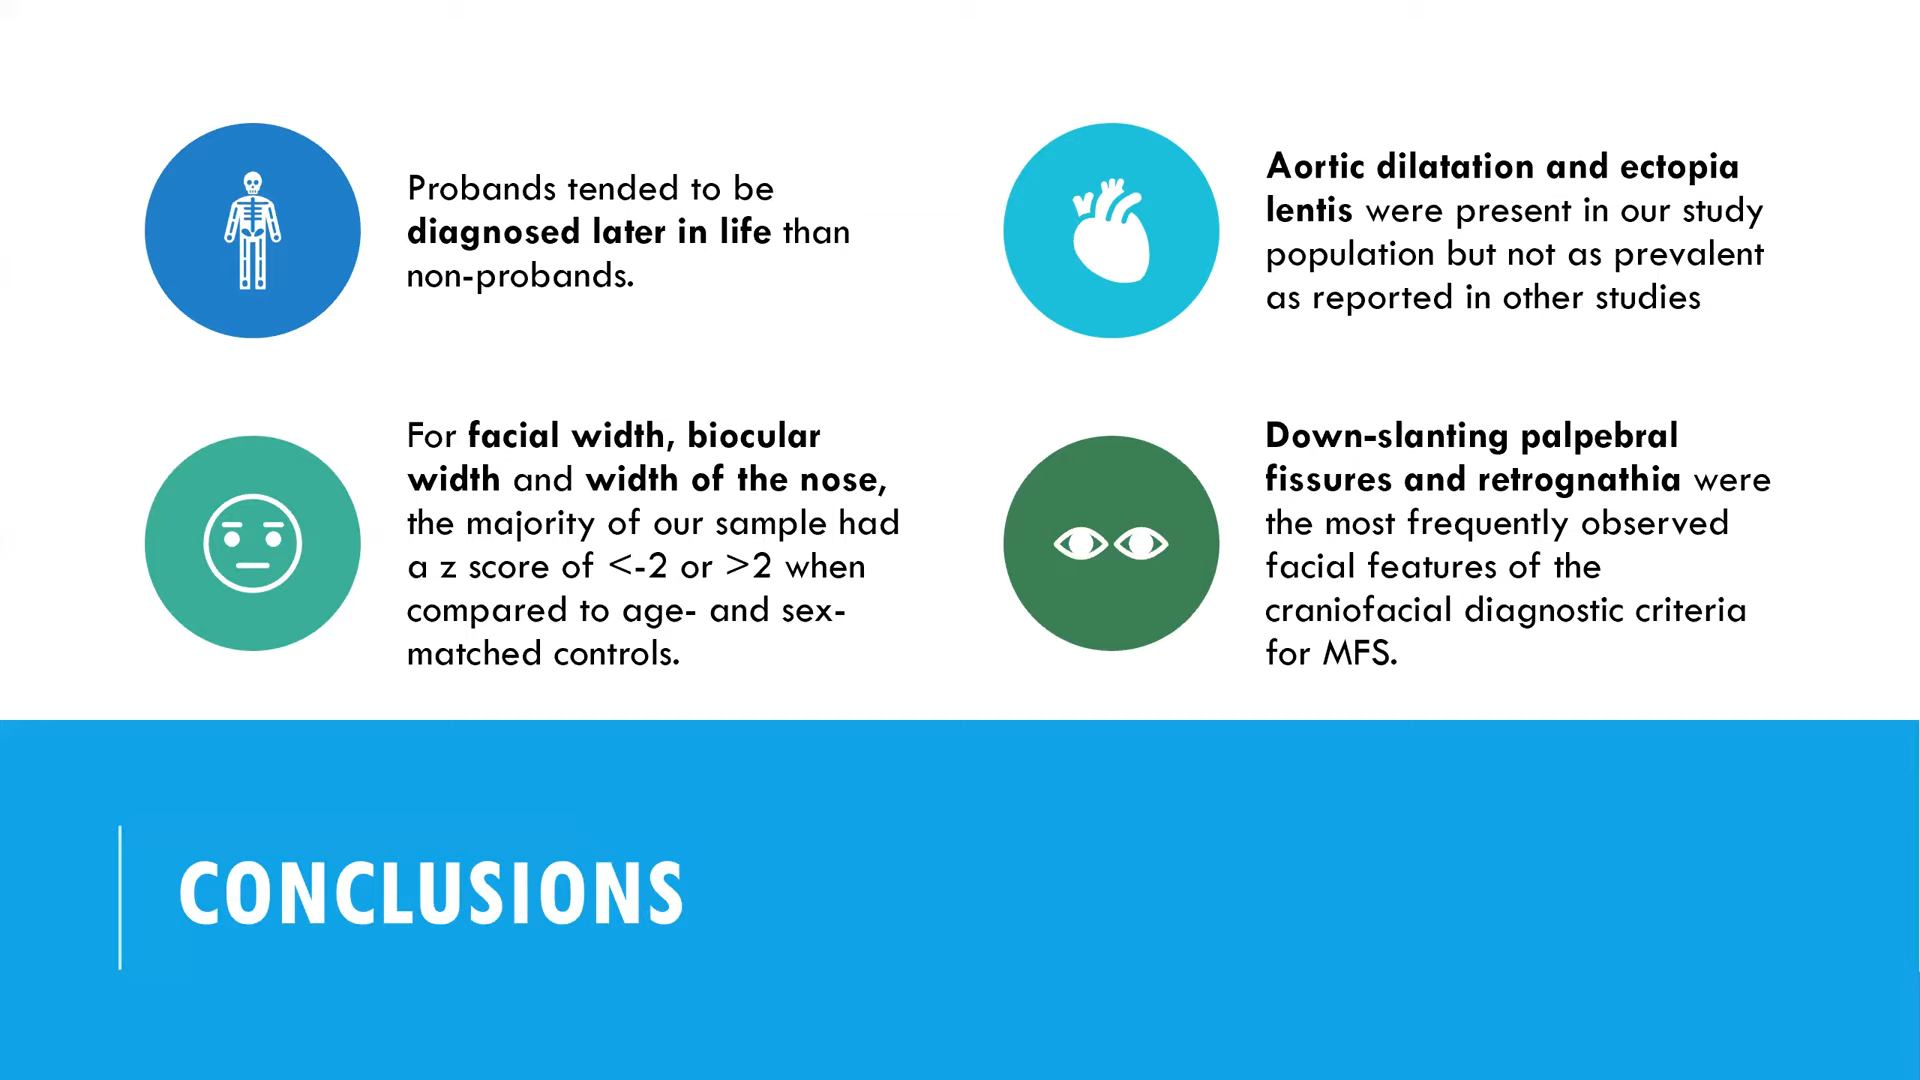 Probands tended to be
diagnosed later in life than
non-probands.
Aortic dilatation and ectopia
lentis were present in our study
population but not as prevalent
as reported in other studies
For facial width, biocular
width and width of the nose,
the majority of our sample had
a z score of <-2 or >2 when
compared to age- and sex-
matched controls.
Down-slanting palpebral
fissures and retrognathia were
the most frequently observed
facial features of the
craniofacial diagnostic criteria
for MFS.
CONCLUSIONS